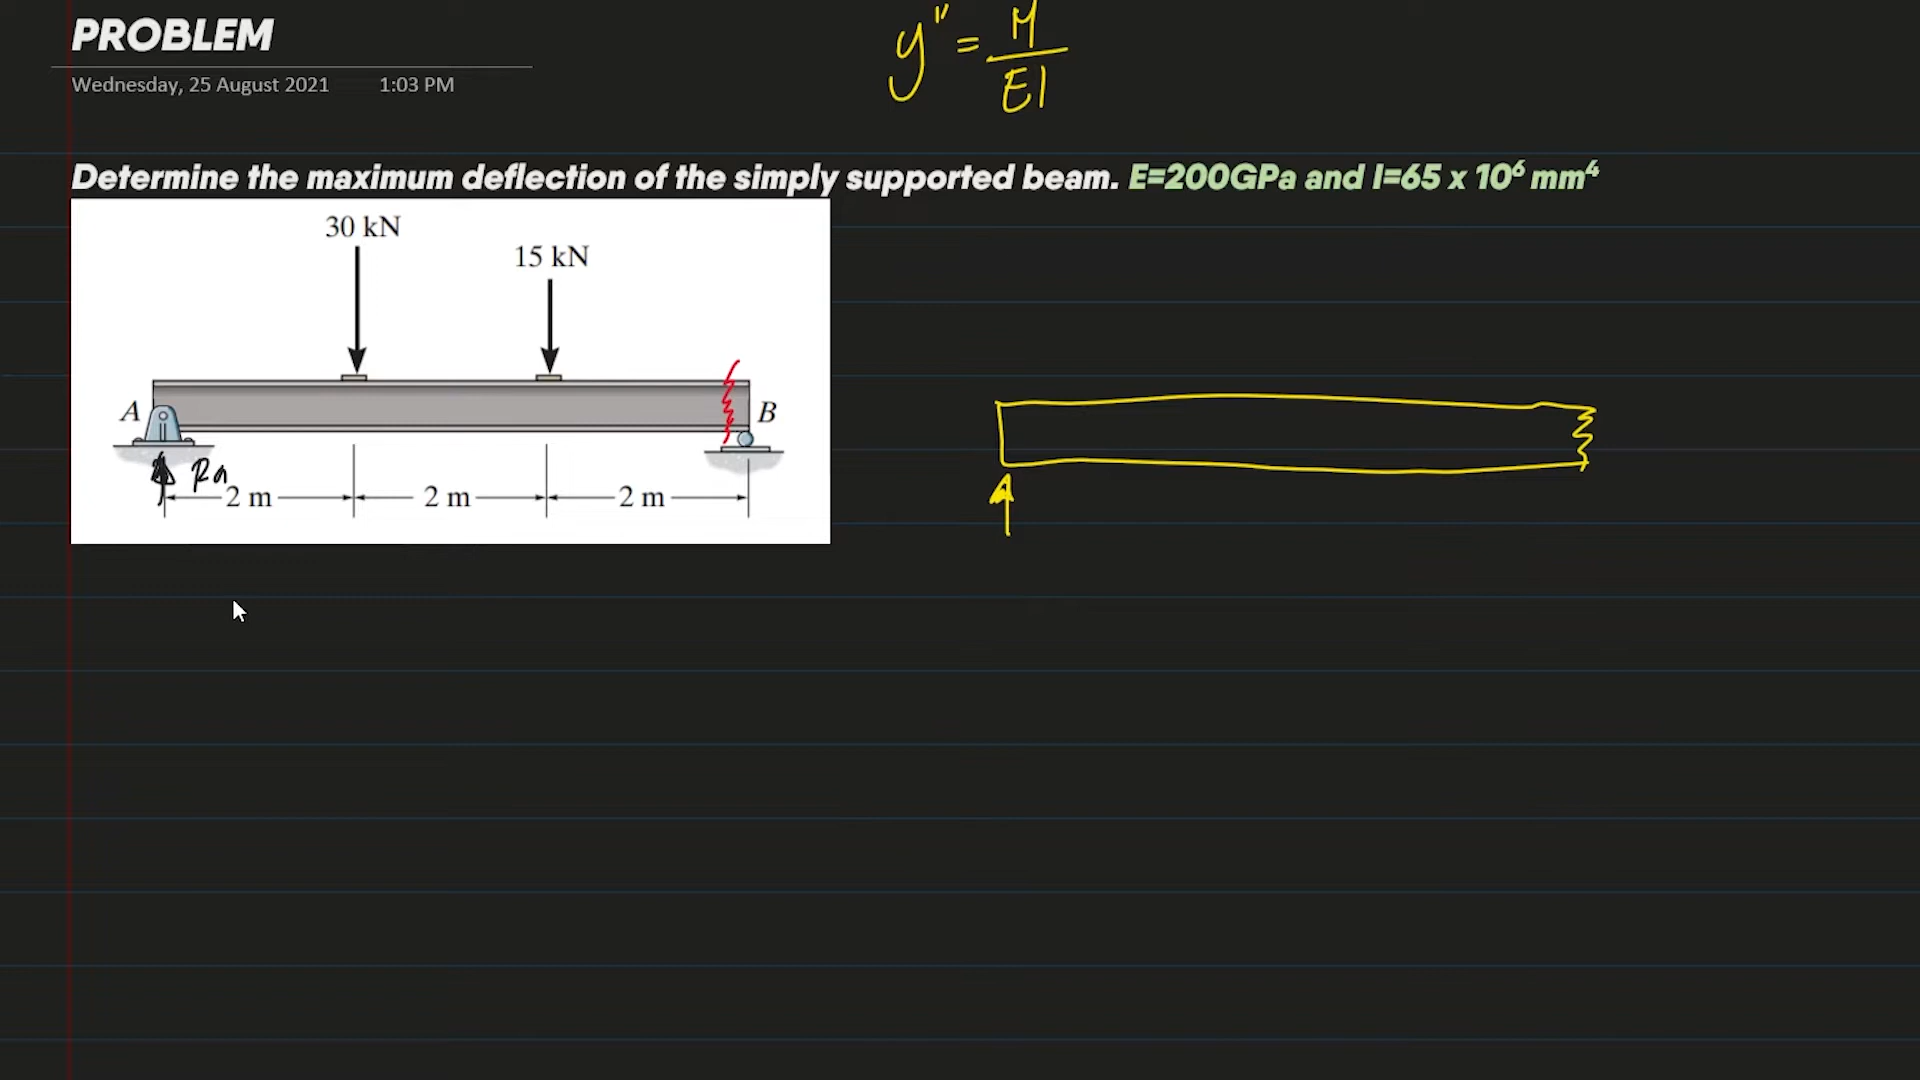 PROBLEM
Wednesday, 25 August 2021 1:03 PM
y" = M
EI
Determine the maximum deflection of the simply supported beam. E=200GPa and I=65 x 10⁶ mm⁴
30 kN
15 kN
A
B
Ra
2 m 2 m 2 m